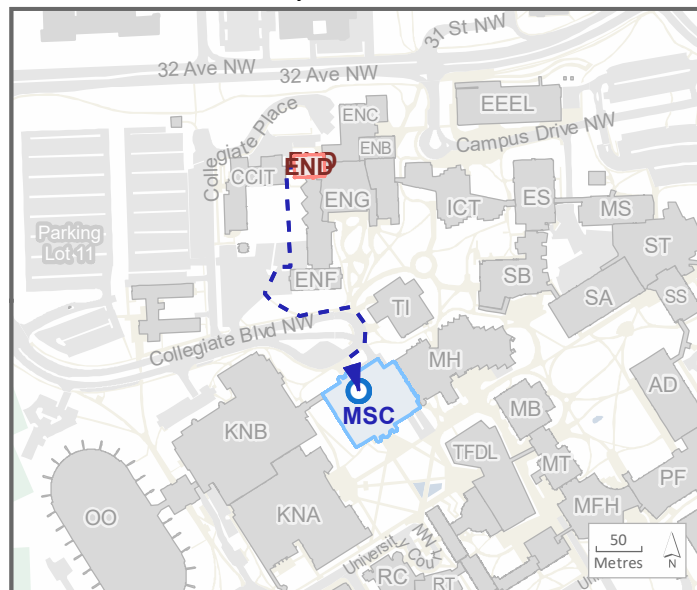 31 St NW
32 Ave NW
32 Ave NW
EEEL
ENC
Collegiate Place
Campus Drive NW
ENB
END
CCIT
ENG
ICT
ES
MS
Parking
Lot 11
ST
ENF
SB
SA
SS
TI
Collegiate Blvd NW
MH
AD
MSC
MB
KNB
TFDL
MT
PF
MFH
OO
KNA
50
Metres
N
RC
RT